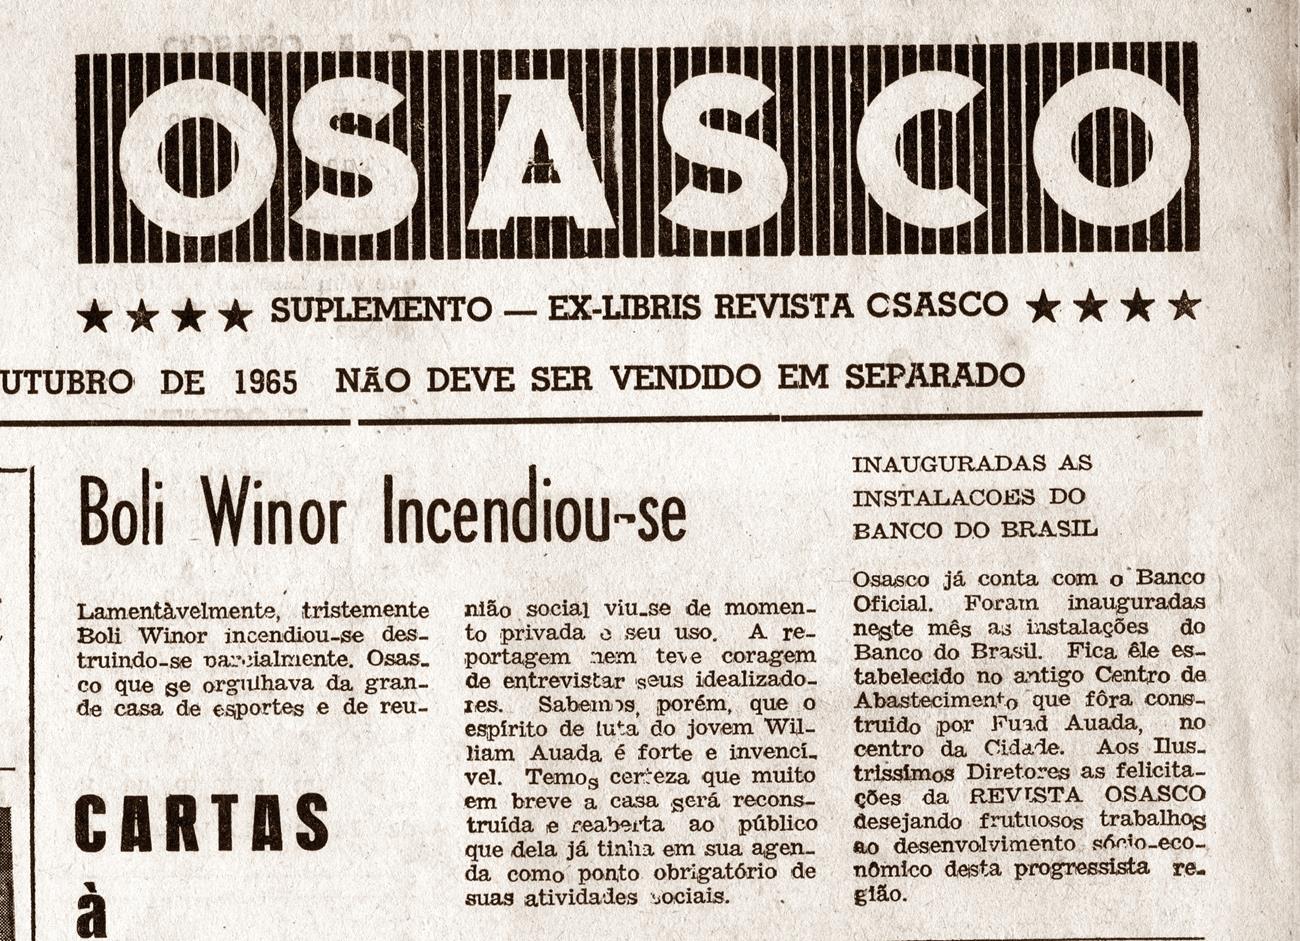 OSASCO
★ ★ ★ ★ SUPLEMENTO — EX-LIBRIS REVISTA CSASCO ★ ★ ★ ★
UTUBRO DE 1965 NÃO DEVE SER VENDIDO EM SEPARADO
Boli Winor Incendiou-se
Lamentàvelmente, tristemente
Boli Winor incendiou-se des-
truindo-se parcialmente. Osas-
co que se orgulhava da gran-
de casa de esportes e de reu-
nião social viu-se de momen-
to privada o seu uso. A re-
portagem nem teve coragem
de entrevistar seus idealizado-
res. Sabemos, porém, que o
espírito de luta do jovem Wil-
liam Auada é forte e invencí-
vel. Temos certeza que muito
em breve a casa será recons-
truída e reaberta ao público
que dela já tinha em sua agen-
da como ponto obrigatório de
suas atividades sociais.
CARTAS
à
INAUGURADAS AS
INSTALACOES DO
BANCO DO BRASIL
Osasco já conta com o Banco
Oficial. Foram inauguradas
neste mês as instalações do
Banco do Brasil. Fica êle es-
tabelecido no antigo Centro de
Abastecimento que fôra cons-
truido por Fuad Auada, no
centro da Cidade. Aos Ilus-
trissimos Diretores as felicita-
ções da REVISTA OSASCO
desejando frutuosos trabalhos
ao desenvolvimento sócio-eco-
nômico desta progressista re-
gião.